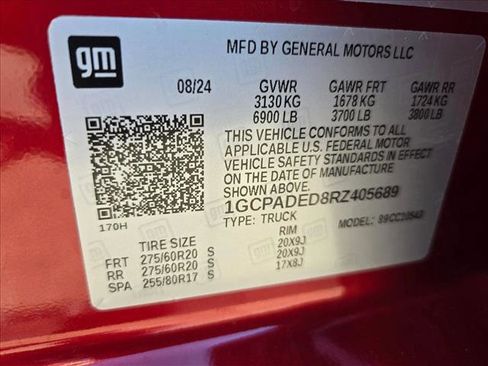 gm
MFD BY GENERAL MOTORS LLC
08/24 GVWR GAWR FRT GAWR RR
3130 KG 1678 KG 1724 KG
6900 LB 3700 LB 3800 LB
THIS VEHICLE CONFORMS TO ALL
APPLICABLE U.S. FEDERAL MOTOR
VEHICLE SAFETY STANDARDS IN EFFECT
ON THE DATE OF MANUFACTURE
SHOWN ABOVE.
1GCPADED8RZ405689
170H
TYPE: TRUCK MODEL:
TIRE SIZE RIM
FRT 275/60R20 S 20X9J
RR 275/60R20 S 20X9J
SPA 255/80R17 S 17X8J